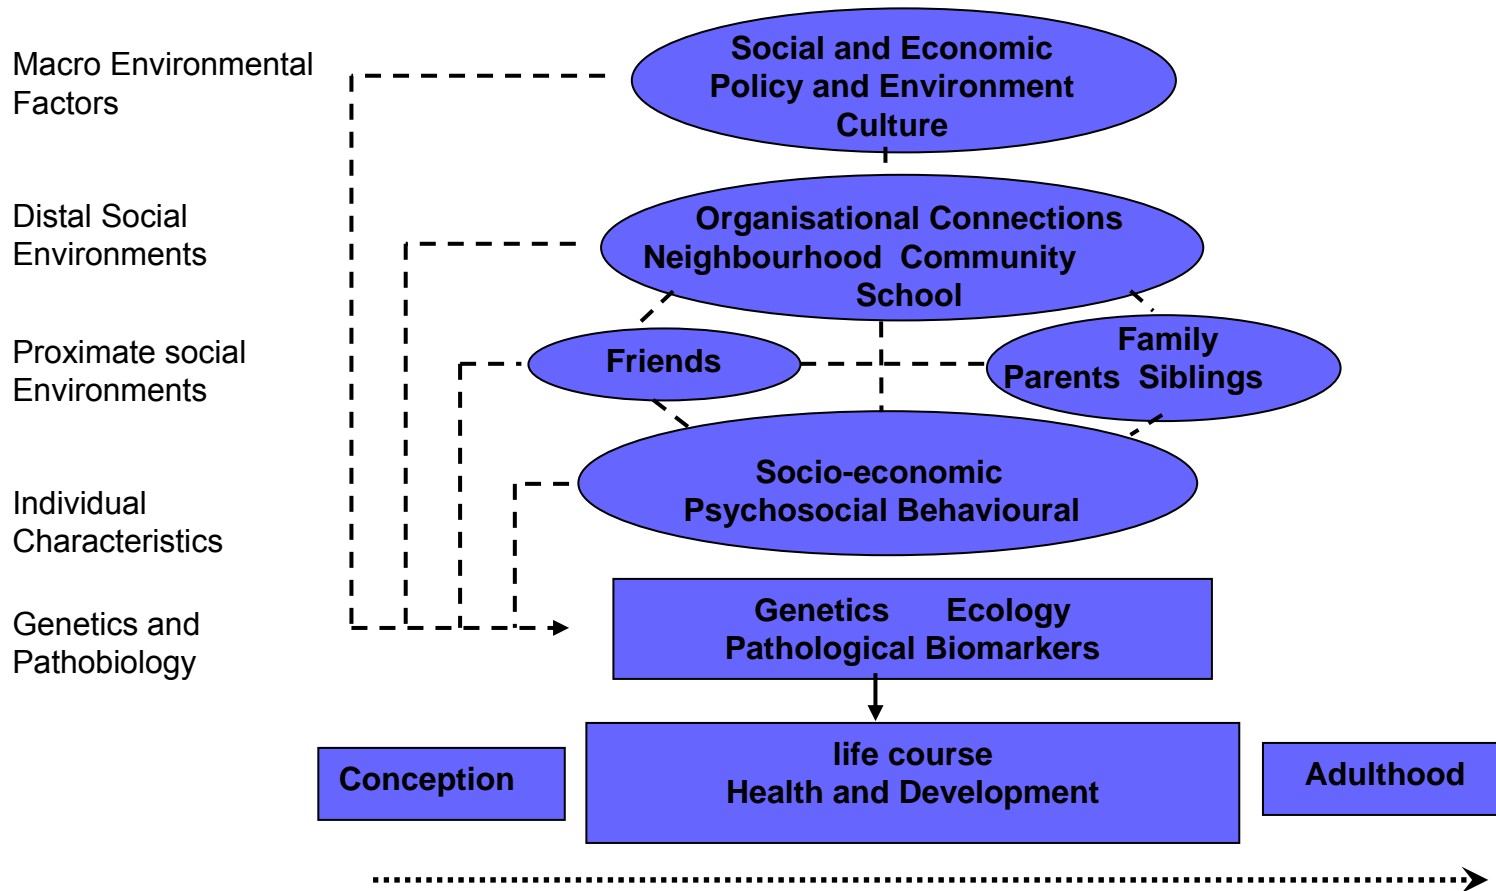 Macro Environmental
Factors
Social and Economic
Policy and Environment
Culture
Distal Social
Environments
Organisational Connections
Neighbourhood  Community
School
Proximate social
Environments
Friends
Family
Parents  Siblings
Individual
Characteristics
Socio-economic
Psychosocial Behavioural
Genetics and
Pathobiology
Genetics      Ecology
Pathological Biomarkers
Conception
life course
Health and Development
Adulthood